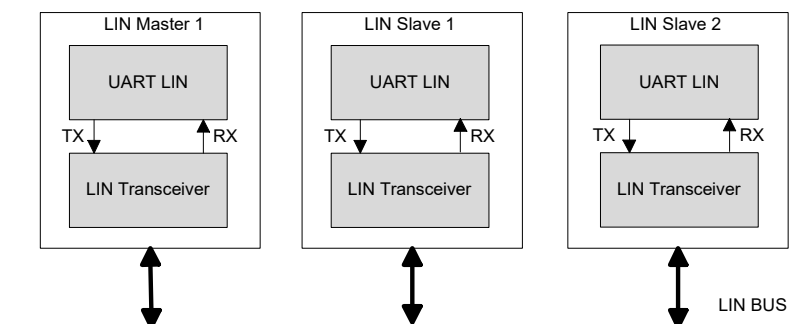 LIN Master 1
LIN Slave 1
LIN Slave 2
UART LIN
UART LIN
UART LIN
TX
RX
TX
RX
TX
RX
LIN Transceiver
LIN Transceiver
LIN Transceiver
LIN BUS